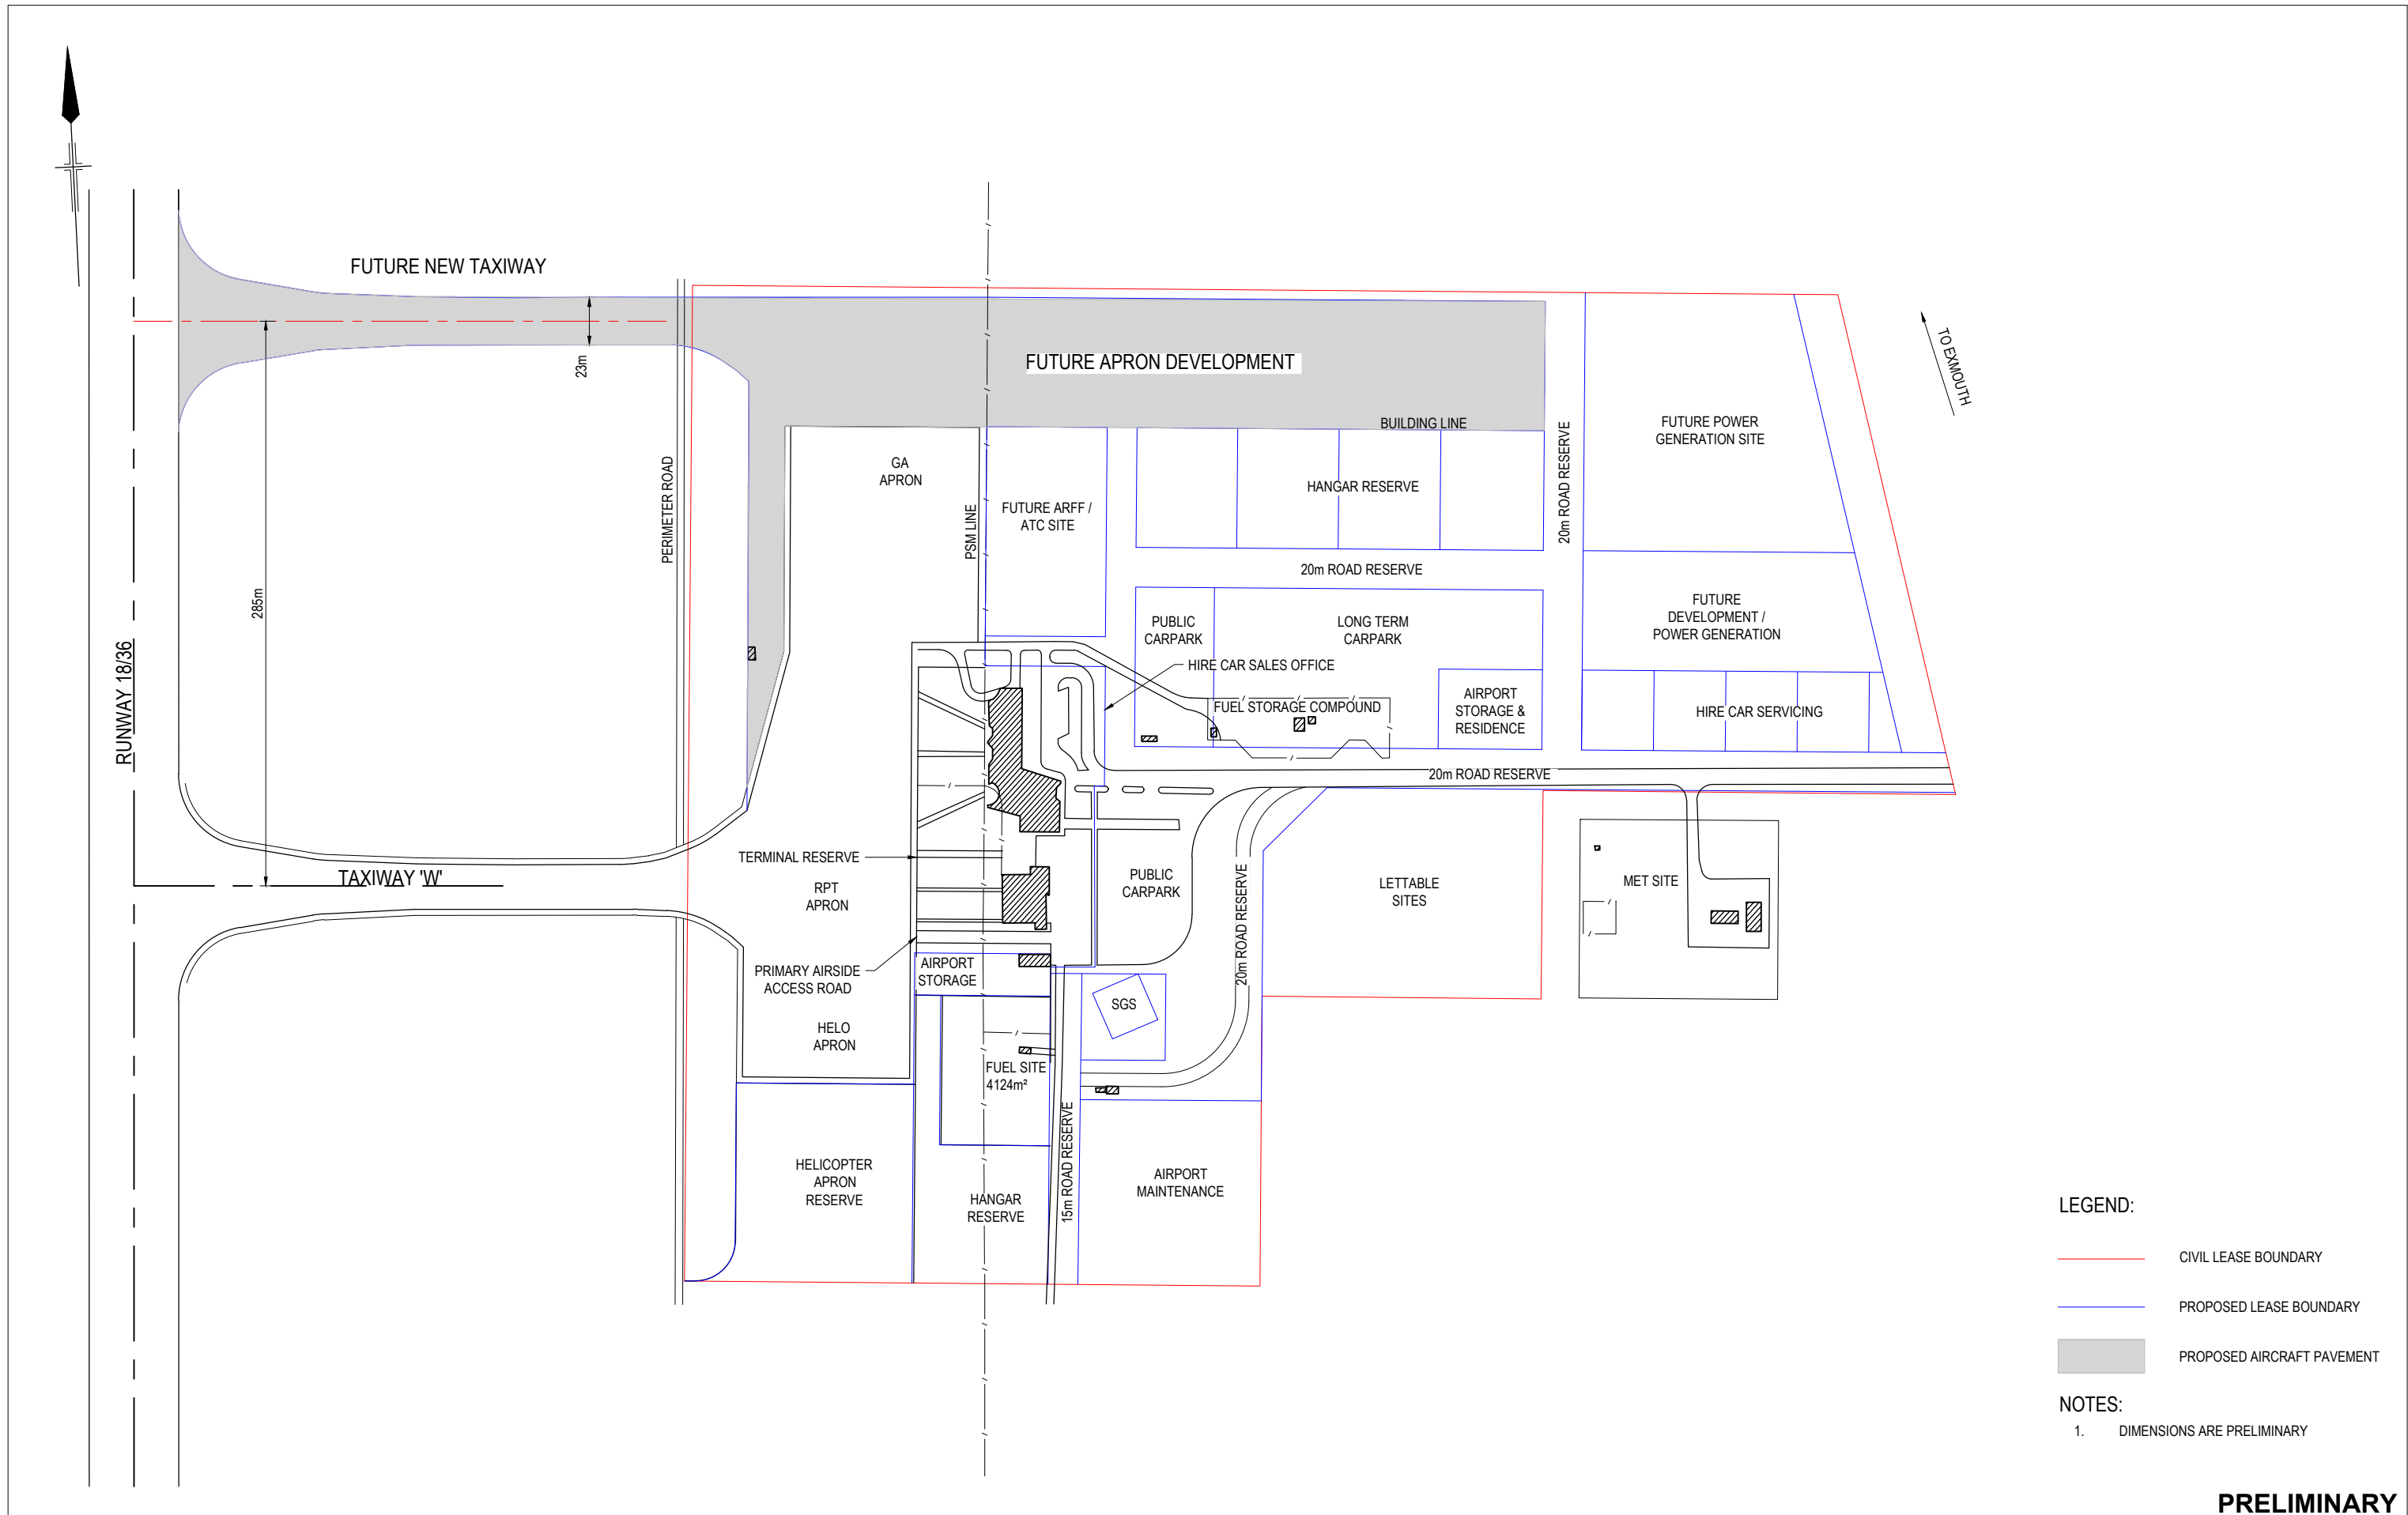 FUTURE NEW TAXIWAY
23m
285m
RUNWAY 18/36
TAXIWAY 'W'
PERIMETER ROAD
FUTURE APRON DEVELOPMENT
BUILDING LINE
TO EXMOUTH
GA
APRON
PSM LINE
FUTURE ARFF /
ATC SITE
HANGAR RESERVE
20m ROAD RESERVE
FUTURE POWER
GENERATION SITE
20m ROAD RESERVE
PUBLIC
CARPARK
LONG TERM
CARPARK
FUTURE
DEVELOPMENT /
POWER GENERATION
HIRE CAR SALES OFFICE
FUEL STORAGE COMPOUND
AIRPORT
STORAGE &
RESIDENCE
HIRE CAR SERVICING
20m ROAD RESERVE
TERMINAL RESERVE
RPT
APRON
PUBLIC
CARPARK
20m ROAD RESERVE
LETTABLE
SITES
MET SITE
PRIMARY AIRSIDE
ACCESS ROAD
AIRPORT
STORAGE
SGS
HELO
APRON
FUEL SITE
4124m²
15m ROAD RESERVE
HELICOPTER
APRON
RESERVE
HANGAR
RESERVE
AIRPORT
MAINTENANCE
LEGEND:
CIVIL LEASE BOUNDARY
PROPOSED LEASE BOUNDARY
PROPOSED AIRCRAFT PAVEMENT
NOTES:
1. DIMENSIONS ARE PRELIMINARY
PRELIMINARY